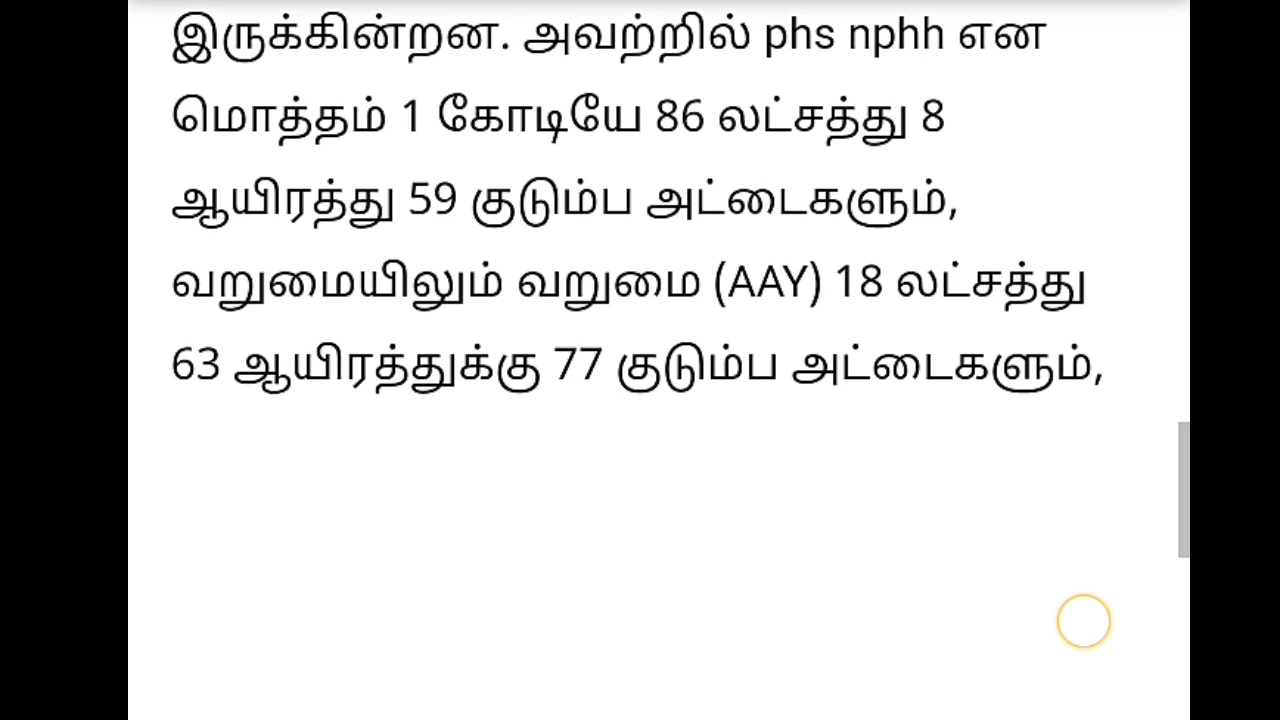 இருக்கின்றன. அவற்றில் phs nphh என
மொத்தம் 1 கோடியே 86 லட்சத்து 8
ஆயிரத்து 59 குடும்ப அட்டைகளும்,
வறுமையிலும் வறுமை (AAY) 18 லட்சத்து
63 ஆயிரத்துக்கு 77 குடும்ப அட்டைகளும்,